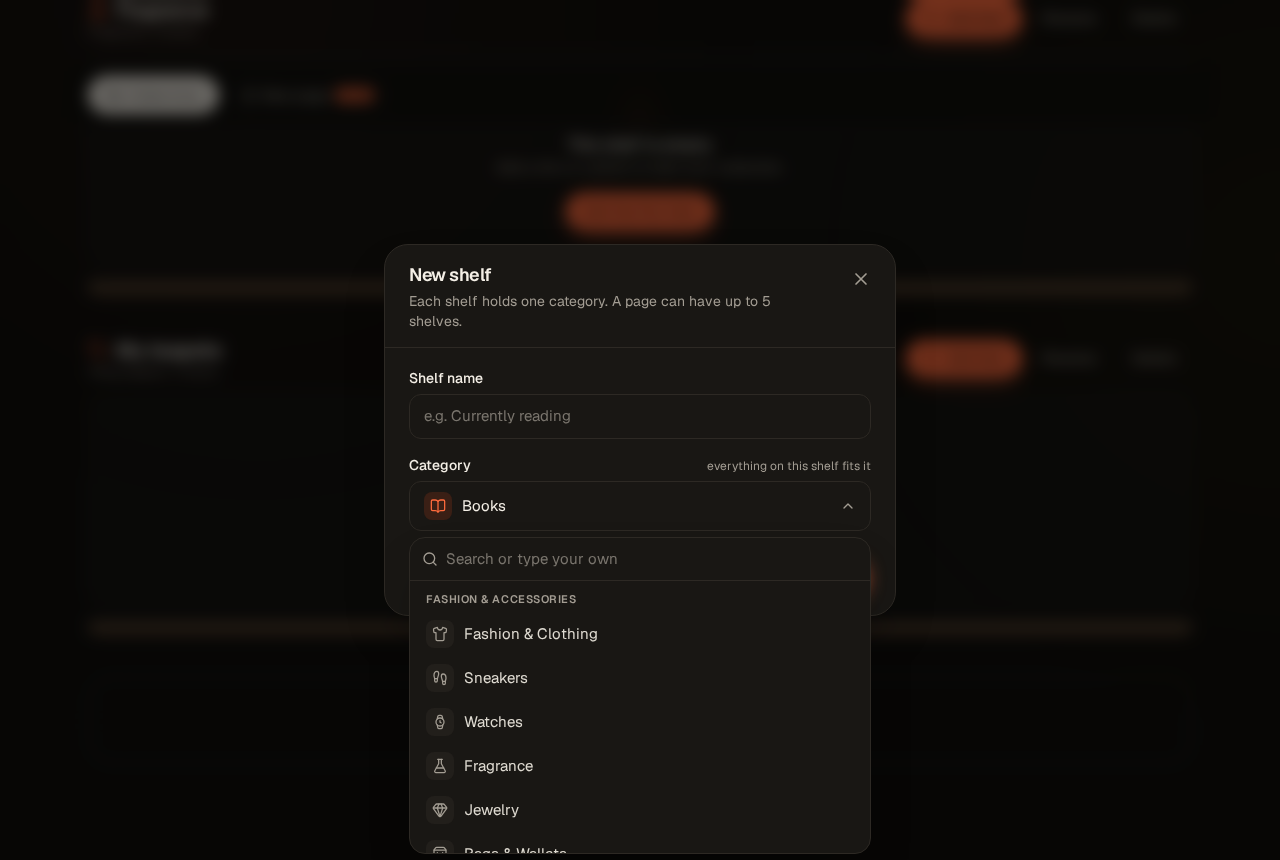 New shelf
Each shelf holds one category. A page can have up to 5
shelves.
Shelf name
e.g. Currently reading
Category
everything on this shelf fits it
Books
Search or type your own
FASHION & ACCESSORIES
Fashion & Clothing
Sneakers
Watches
Fragrance
Jewelry
Bags & Wallets